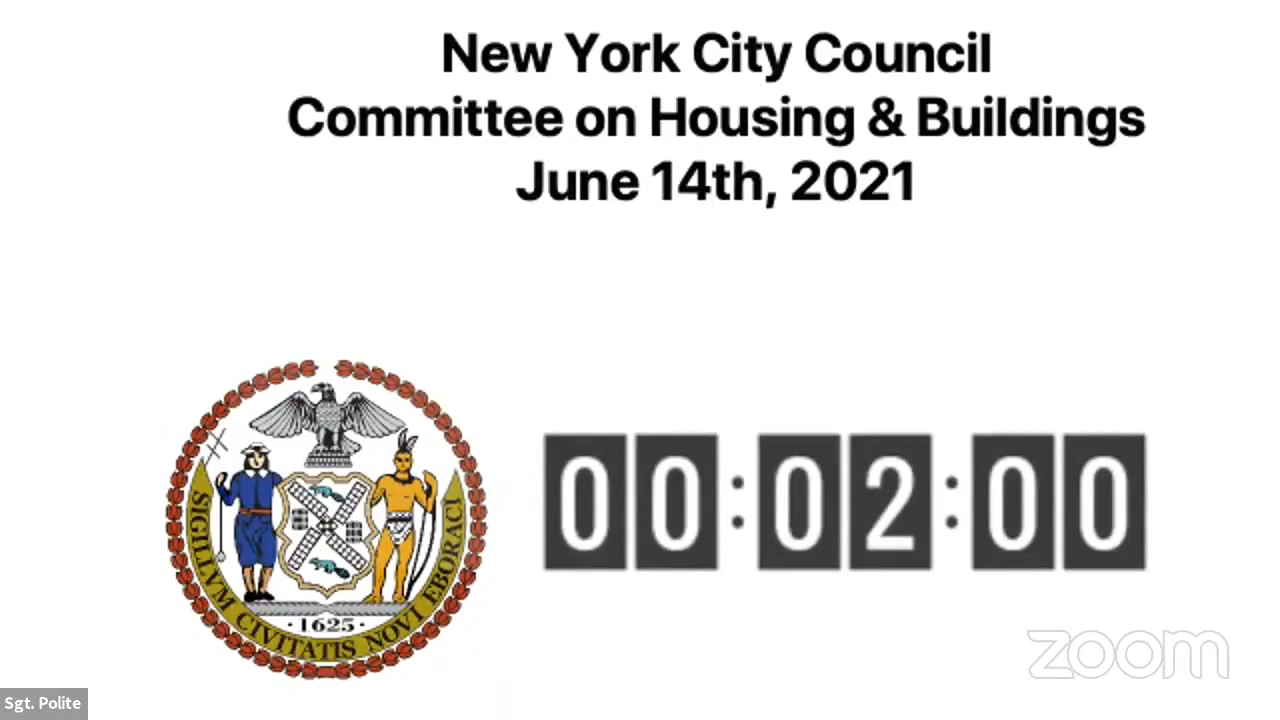 New York City Council
Committee on Housing & Buildings
June 14th, 2021
SIGILLVM CIVITATIS NOVI EBORACI
·1625·
00:02:00
zoom
Sgt. Polite